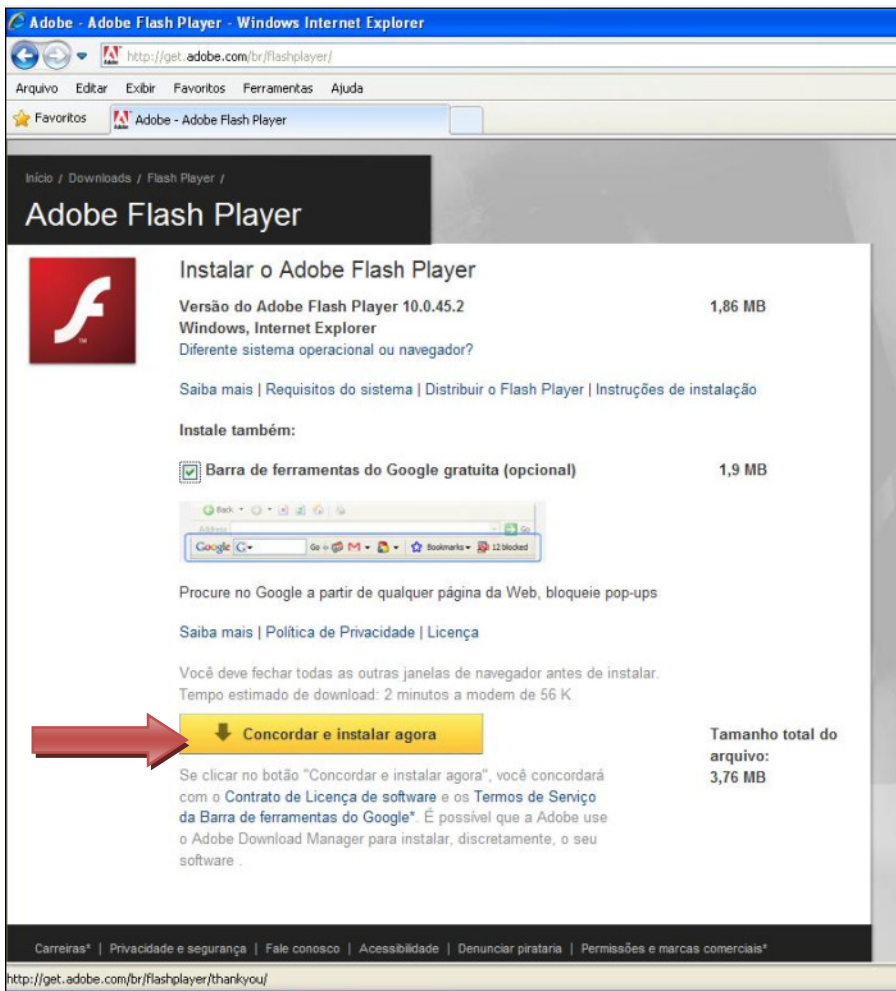 Adobe - Adobe Flash Player - Windows Internet Explorer
http://get.adobe.com/br/flashplayer/
Arquivo Editar Exibir Favoritos Ferramentas Ajuda
Favoritos Adobe - Adobe Flash Player
Início / Downloads / Flash Player /
Adobe Flash Player
Instalar o Adobe Flash Player
Versão do Adobe Flash Player 10.0.45.2 1,86 MB
Windows, Internet Explorer
Diferente sistema operacional ou navegador?
Saiba mais | Requisitos do sistema | Distribuir o Flash Player | Instruções de instalação
Instale também:
Barra de ferramentas do Google gratuita (opcional) 1,9 MB
Back
Address Go
Google G Go M Bookmarks 12 blocked
Procure no Google a partir de qualquer página da Web, bloqueie pop-ups
Saiba mais | Política de Privacidade | Licença
Você deve fechar todas as outras janelas de navegador antes de instalar.
Tempo estimado de download: 2 minutos a modem de 56 K
Concordar e instalar agora
Tamanho total do
arquivo:
3,76 MB
Se clicar no botão "Concordar e instalar agora", você concordará
com o Contrato de Licença de software e os Termos de Serviço
da Barra de ferramentas do Google*. É possível que a Adobe use
o Adobe Download Manager para instalar, discretamente, o seu
software .
Carreiras* | Privacidade e segurança | Fale conosco | Acessibilidade | Denunciar pirataria | Permissões e marcas comerciais*
http://get.adobe.com/br/flashplayer/thankyou/